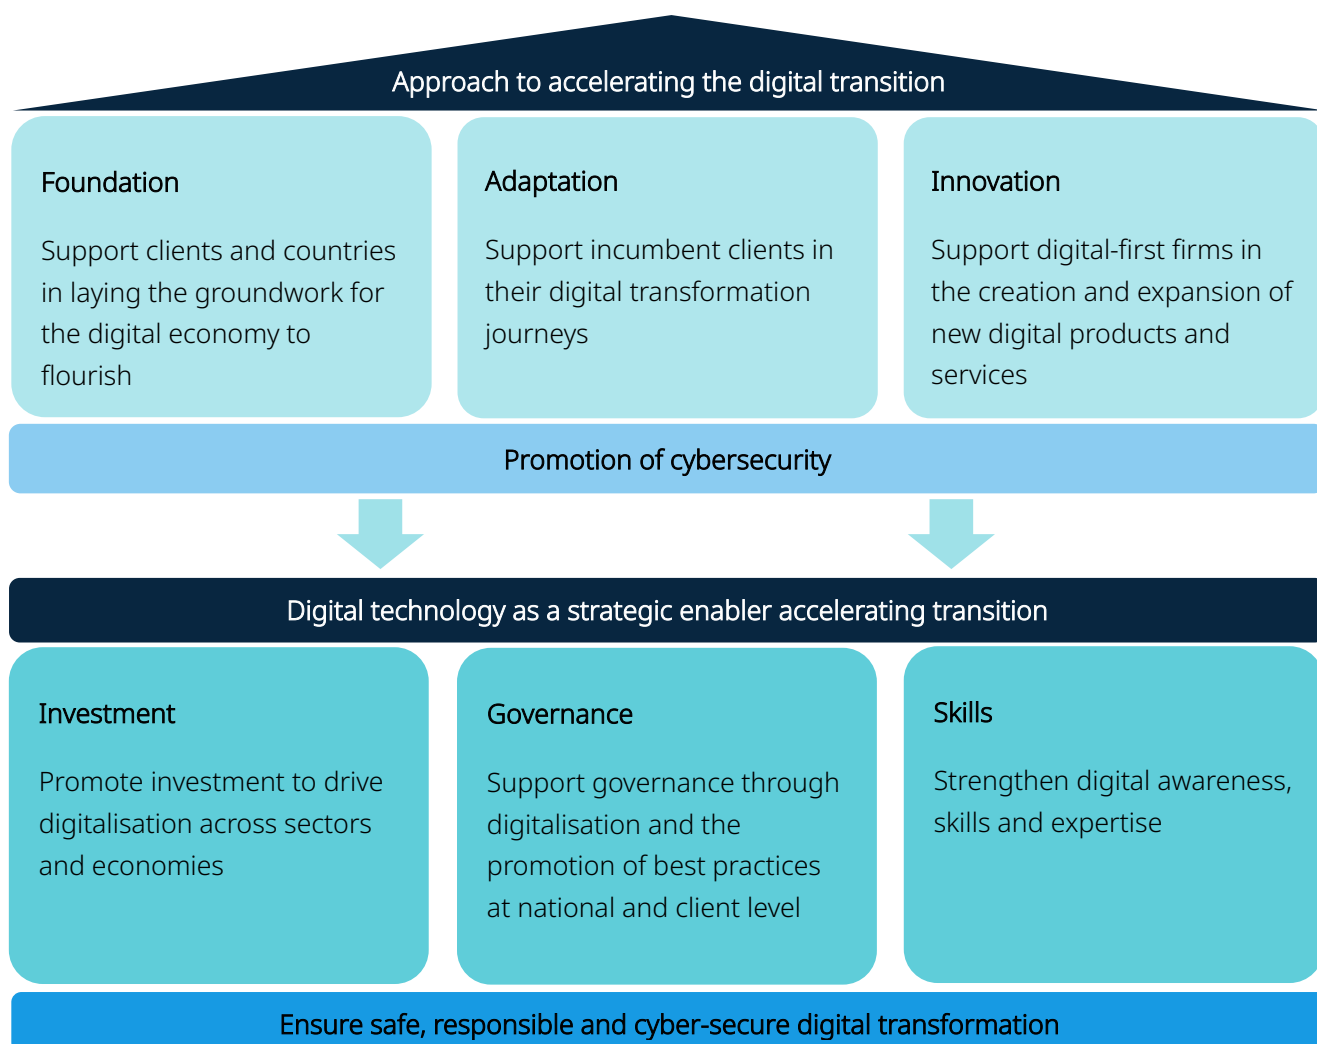 Approach to accelerating the digital transition
Foundation
Support clients and countries
in laying the groundwork for
the digital economy to
flourish
Adaptation
Support incumbent clients in
their digital transformation
journeys
Innovation
Support digital-first firms in
the creation and expansion of
new digital products and
services
Promotion of cybersecurity
Digital technology as a strategic enabler accelerating transition
Investment
Promote investment to drive
digitalisation across sectors
and economies
Governance
Support governance through
digitalisation and the
promotion of best practices
at national and client level
Skills
Strengthen digital awareness,
skills and expertise
Ensure safe, responsible and cyber-secure digital transformation